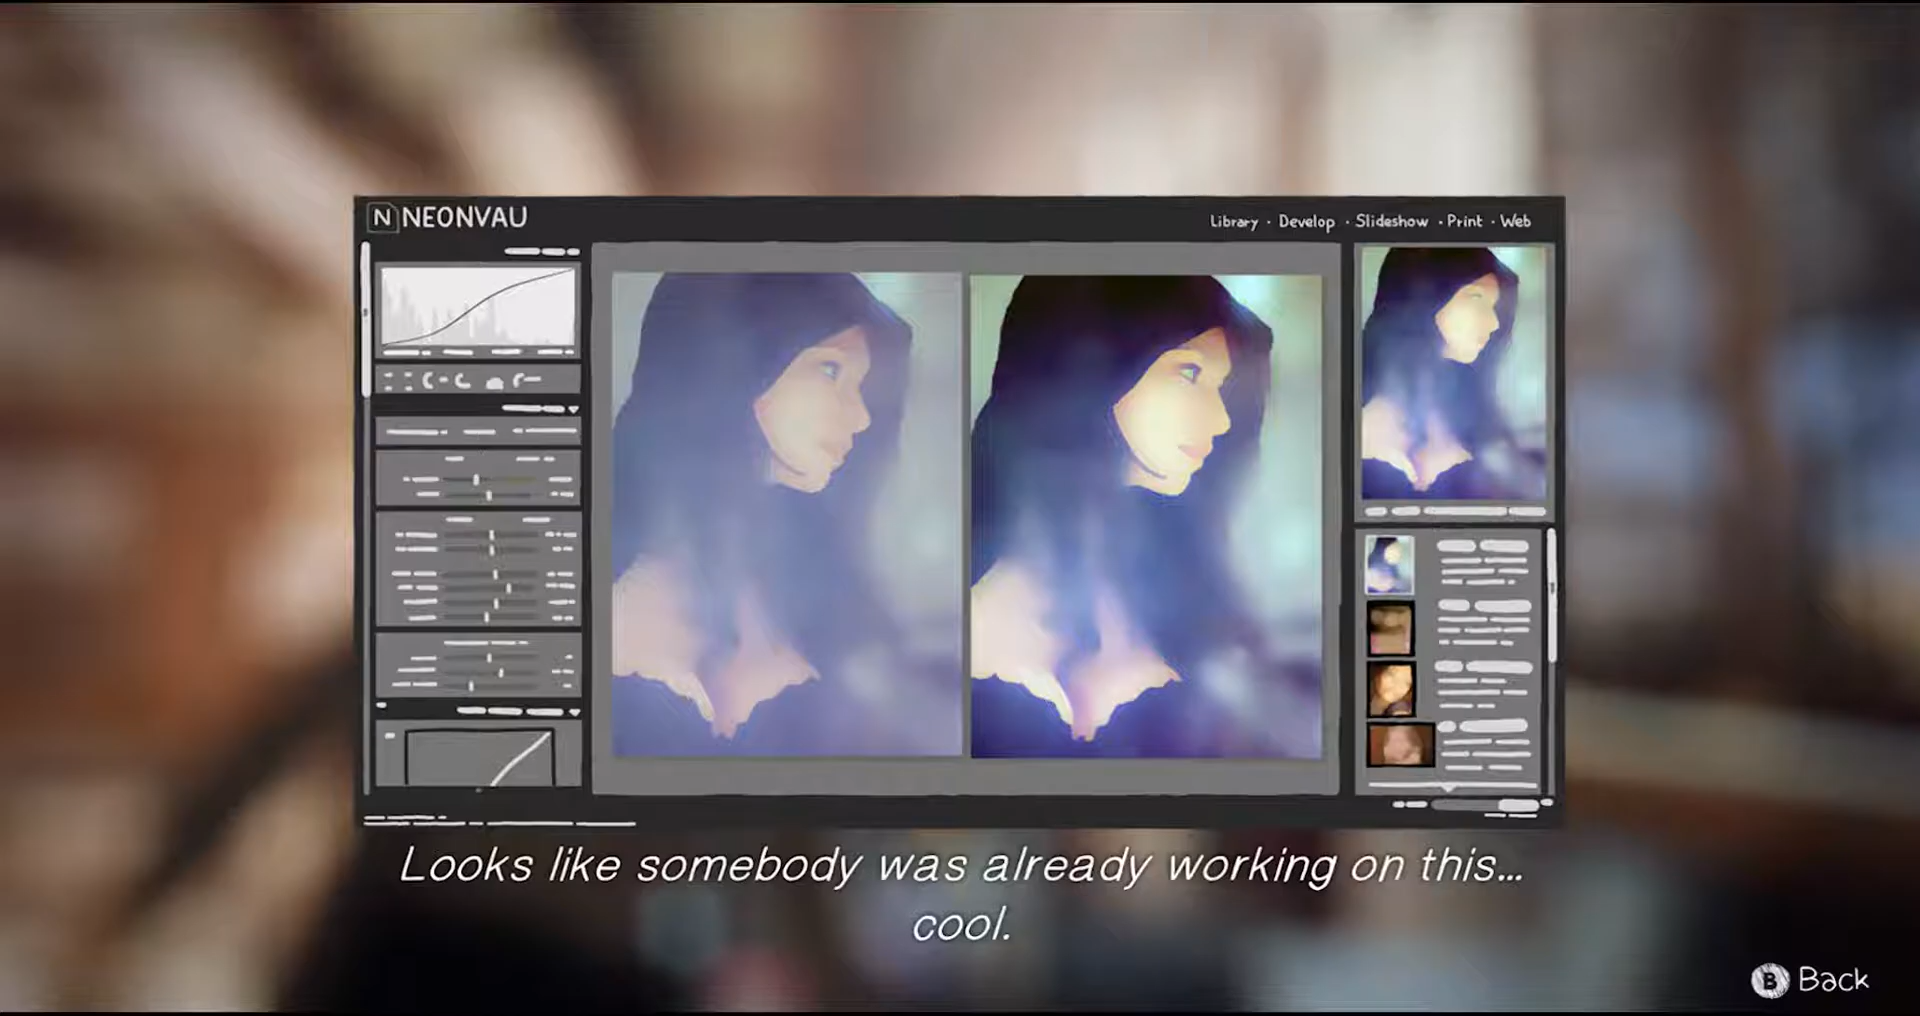 N NEONVAU
Library · Develop · Slideshow · Print · Web
Looks like somebody was already working on this...
cool.
B Back